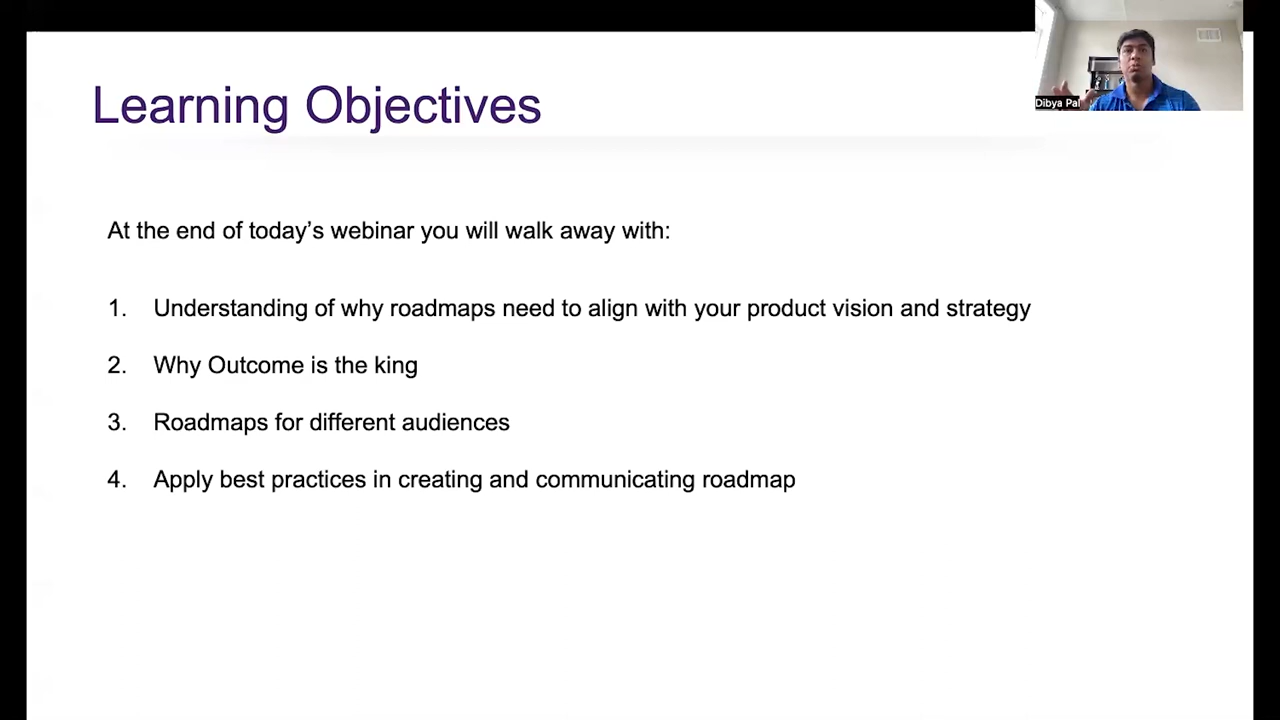 Learning Objectives
Dibya Pal
At the end of today’s webinar you will walk away with:
1. Understanding of why roadmaps need to align with your product vision and strategy
2. Why Outcome is the king
3. Roadmaps for different audiences
4. Apply best practices in creating and communicating roadmap